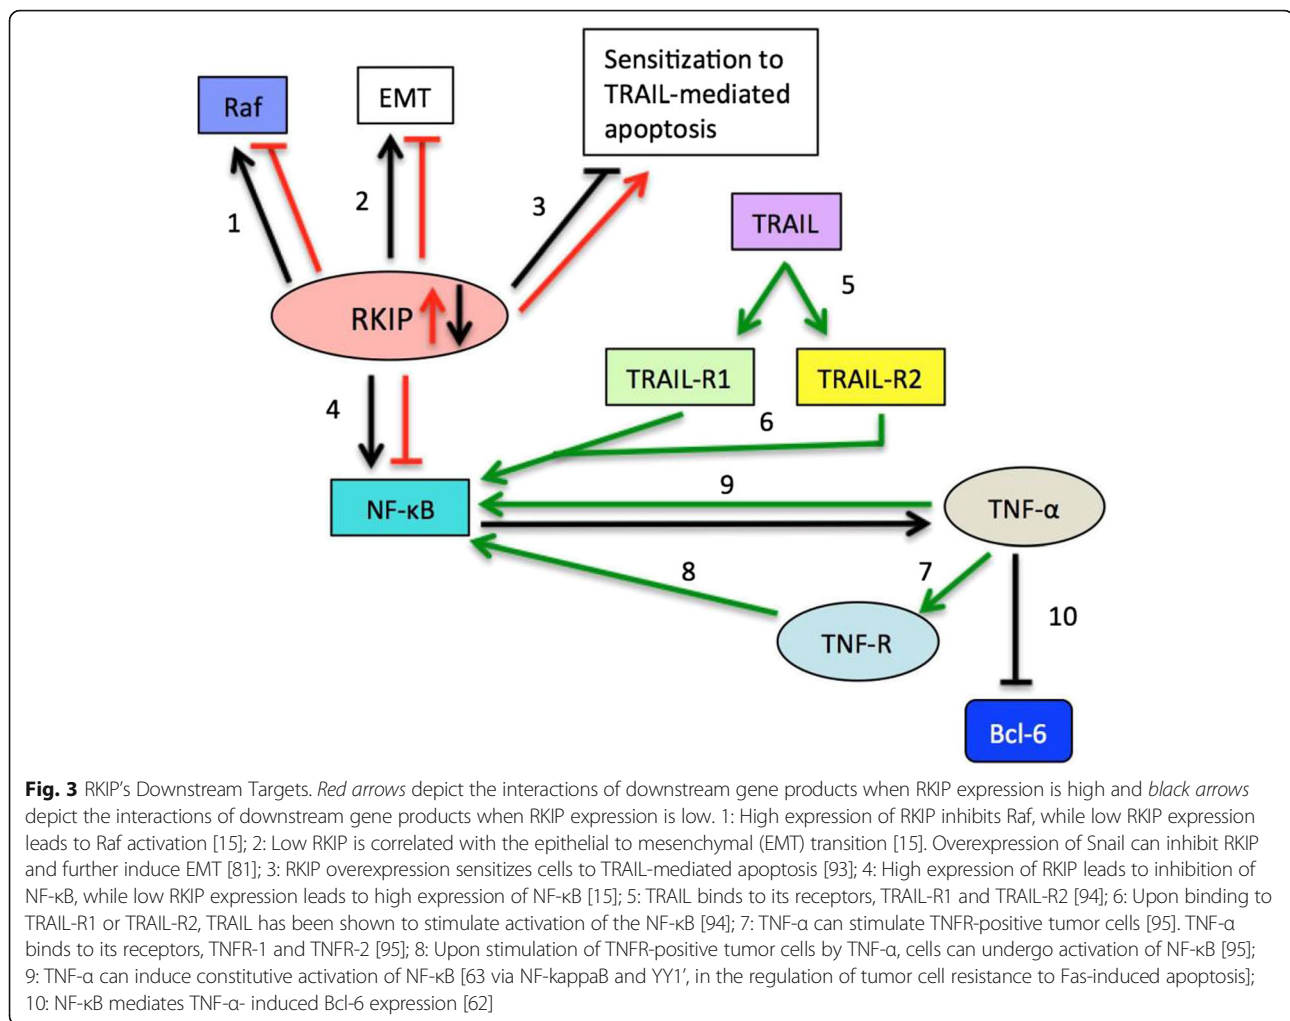 Sensitization to
TRAIL-mediated
apoptosis
Raf
EMT
1
2
3
TRAIL
5
RKIP
TRAIL-R1
TRAIL-R2
4
6
NF-κB
9
TNF-α
8
7
TNF-R
10
Bcl-6
Fig. 3 RKIP's Downstream Targets. Red arrows depict the interactions of downstream gene products when RKIP expression is high and black arrows
depict the interactions of downstream gene products when RKIP expression is low. 1: High expression of RKIP inhibits Raf, while low RKIP expression
leads to Raf activation [15]; 2: Low RKIP is correlated with the epithelial to mesenchymal (EMT) transition [15]. Overexpression of Snail can inhibit RKIP
and further induce EMT [81]; 3: RKIP overexpression sensitizes cells to TRAIL-mediated apoptosis [93]; 4: High expression of RKIP leads to inhibition of
NF-κB, while low RKIP expression leads to high expression of NF-κB [15]; 5: TRAIL binds to its receptors, TRAIL-R1 and TRAIL-R2 [94]; 6: Upon binding to
TRAIL-R1 or TRAIL-R2, TRAIL has been shown to stimulate activation of the NF-κB [94]; 7: TNF-α can stimulate TNFR-positive tumor cells [95]. TNF-α
binds to its receptors, TNFR-1 and TNFR-2 [95]; 8: Upon stimulation of TNFR-positive tumor cells by TNF-α, cells can undergo activation of NF-κB [95];
9: TNF-α can induce constitutive activation of NF-κB [63 via NF-kappaB and YY1', in the regulation of tumor cell resistance to Fas-induced apoptosis];
10: NF-κB mediates TNF-α- induced Bcl-6 expression [62]